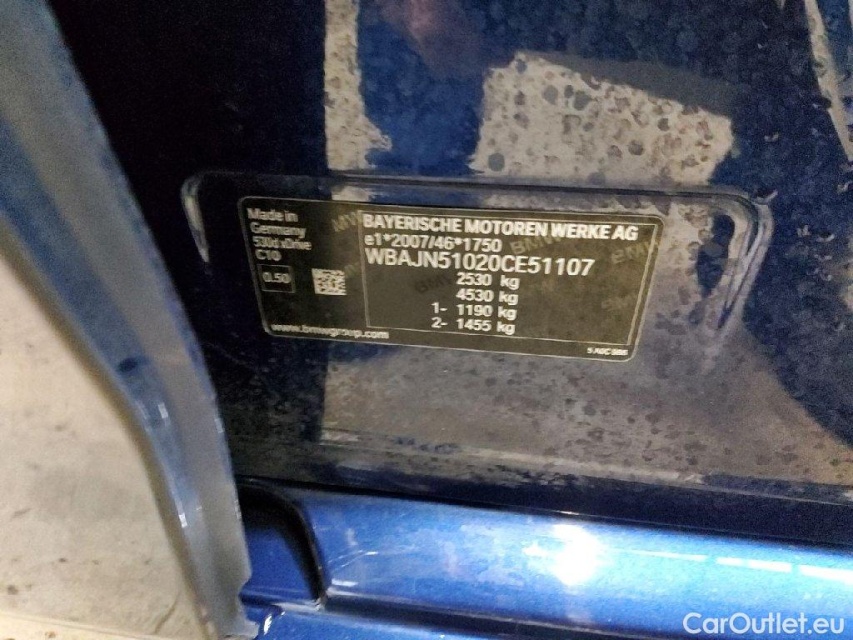 Made in
Germany
530d xDrive
C10
0.50
www.bmwgroup.com
BAYERISCHE MOTOREN WERKE AG
e1*2007/46*1750
WBAJN51020CE51107
2530 kg
4530 kg
1- 1190 kg
2- 1455 kg
CarOutlet.eu